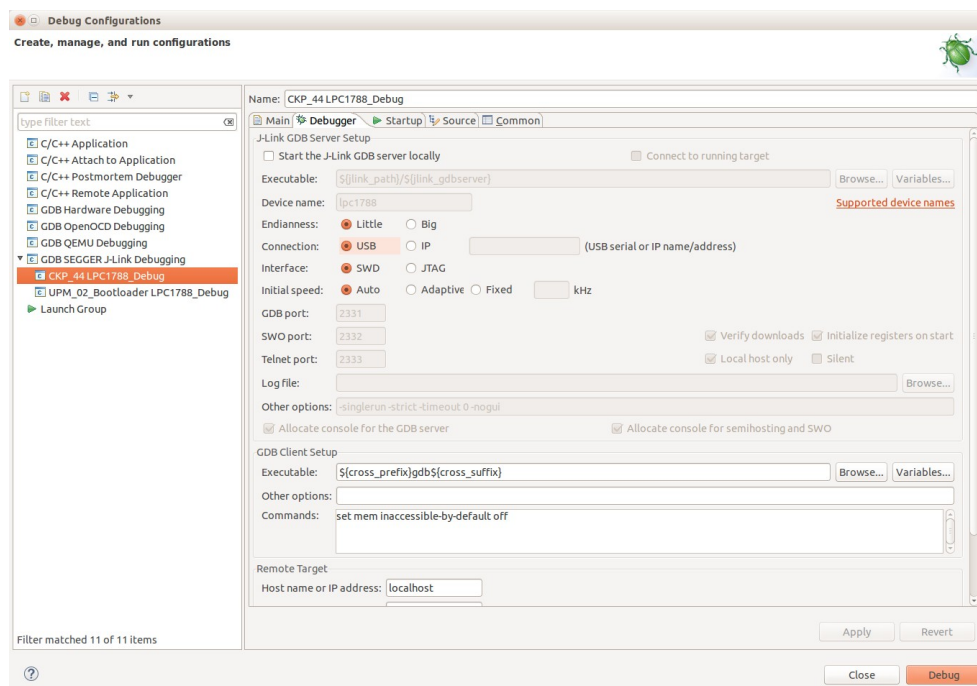 Debug Configurations
Create, manage, and run configurations
type filter text
C/C++ Application
C/C++ Attach to Application
C/C++ Postmortem Debugger
C/C++ Remote Application
GDB Hardware Debugging
GDB OpenOCD Debugging
GDB QEMU Debugging
GDB SEGGER J-Link Debugging
CKP_44 LPC1788_Debug
UPM_02_Bootloader LPC1788_Debug
Launch Group
Filter matched 11 of 11 items
Name: CKP_44 LPC1788_Debug
Main Debugger Startup Source Common
J-Link GDB Server Setup
Start the J-Link GDB server locally Connect to running target
Executable: ${jlink_path}/${jlink_gdbserver} Browse... Variables...
Device name: lpc1788 Supported device names
Endianness: Little Big
Connection: USB IP (USB serial or IP name/address)
Interface: SWD JTAG
Initial speed: Auto Adaptive Fixed kHz
GDB port: 2331
SWO port: 2332 Verify downloads Initialize registers on start
Telnet port: 2333 Local host only Silent
Log file: Browse...
Other options: -singlerun -strict -timeout 0 -nogui
Allocate console for the GDB server Allocate console for semihosting and SWO
GDB Client Setup
Executable: ${cross_prefix}gdb${cross_suffix} Browse... Variables...
Other options:
Commands: set mem inaccessible-by-default off
Remote Target
Host name or IP address: localhost
Apply Revert
Close Debug